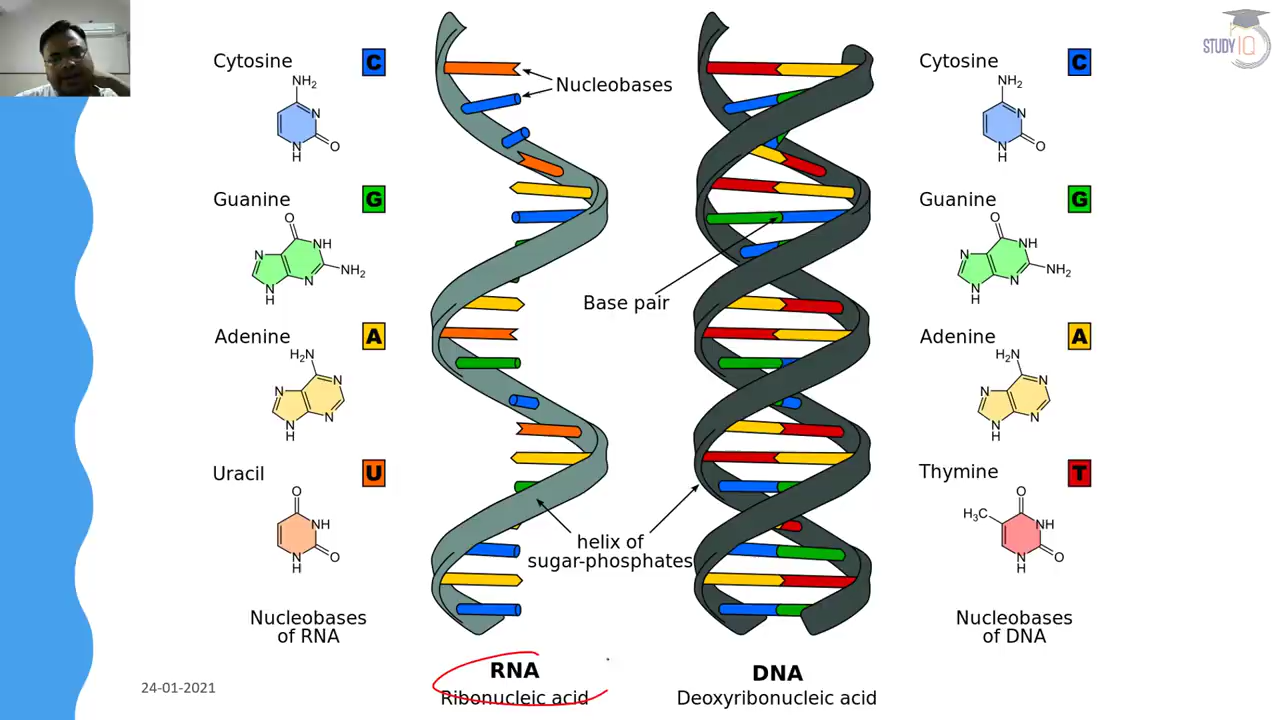 STUDY IQ
Cytosine
C
NH2
N
N
H
O
Guanine
G
O
N
NH
N
H
N
NH2
Adenine
A
H2N
N
N
N
H
N
Uracil
U
O
NH
N
H
O
Nucleobases
of RNA
Nucleobases
Base pair
helix of
sugar-phosphates
Cytosine
C
NH2
N
N
H
O
Guanine
G
O
N
NH
N
H
N
NH2
Adenine
A
H2N
N
N
N
H
N
Thymine
T
O
H3C
NH
N
H
O
Nucleobases
of DNA
RNA
Ribonucleic acid
DNA
Deoxyribonucleic acid
24-01-2021